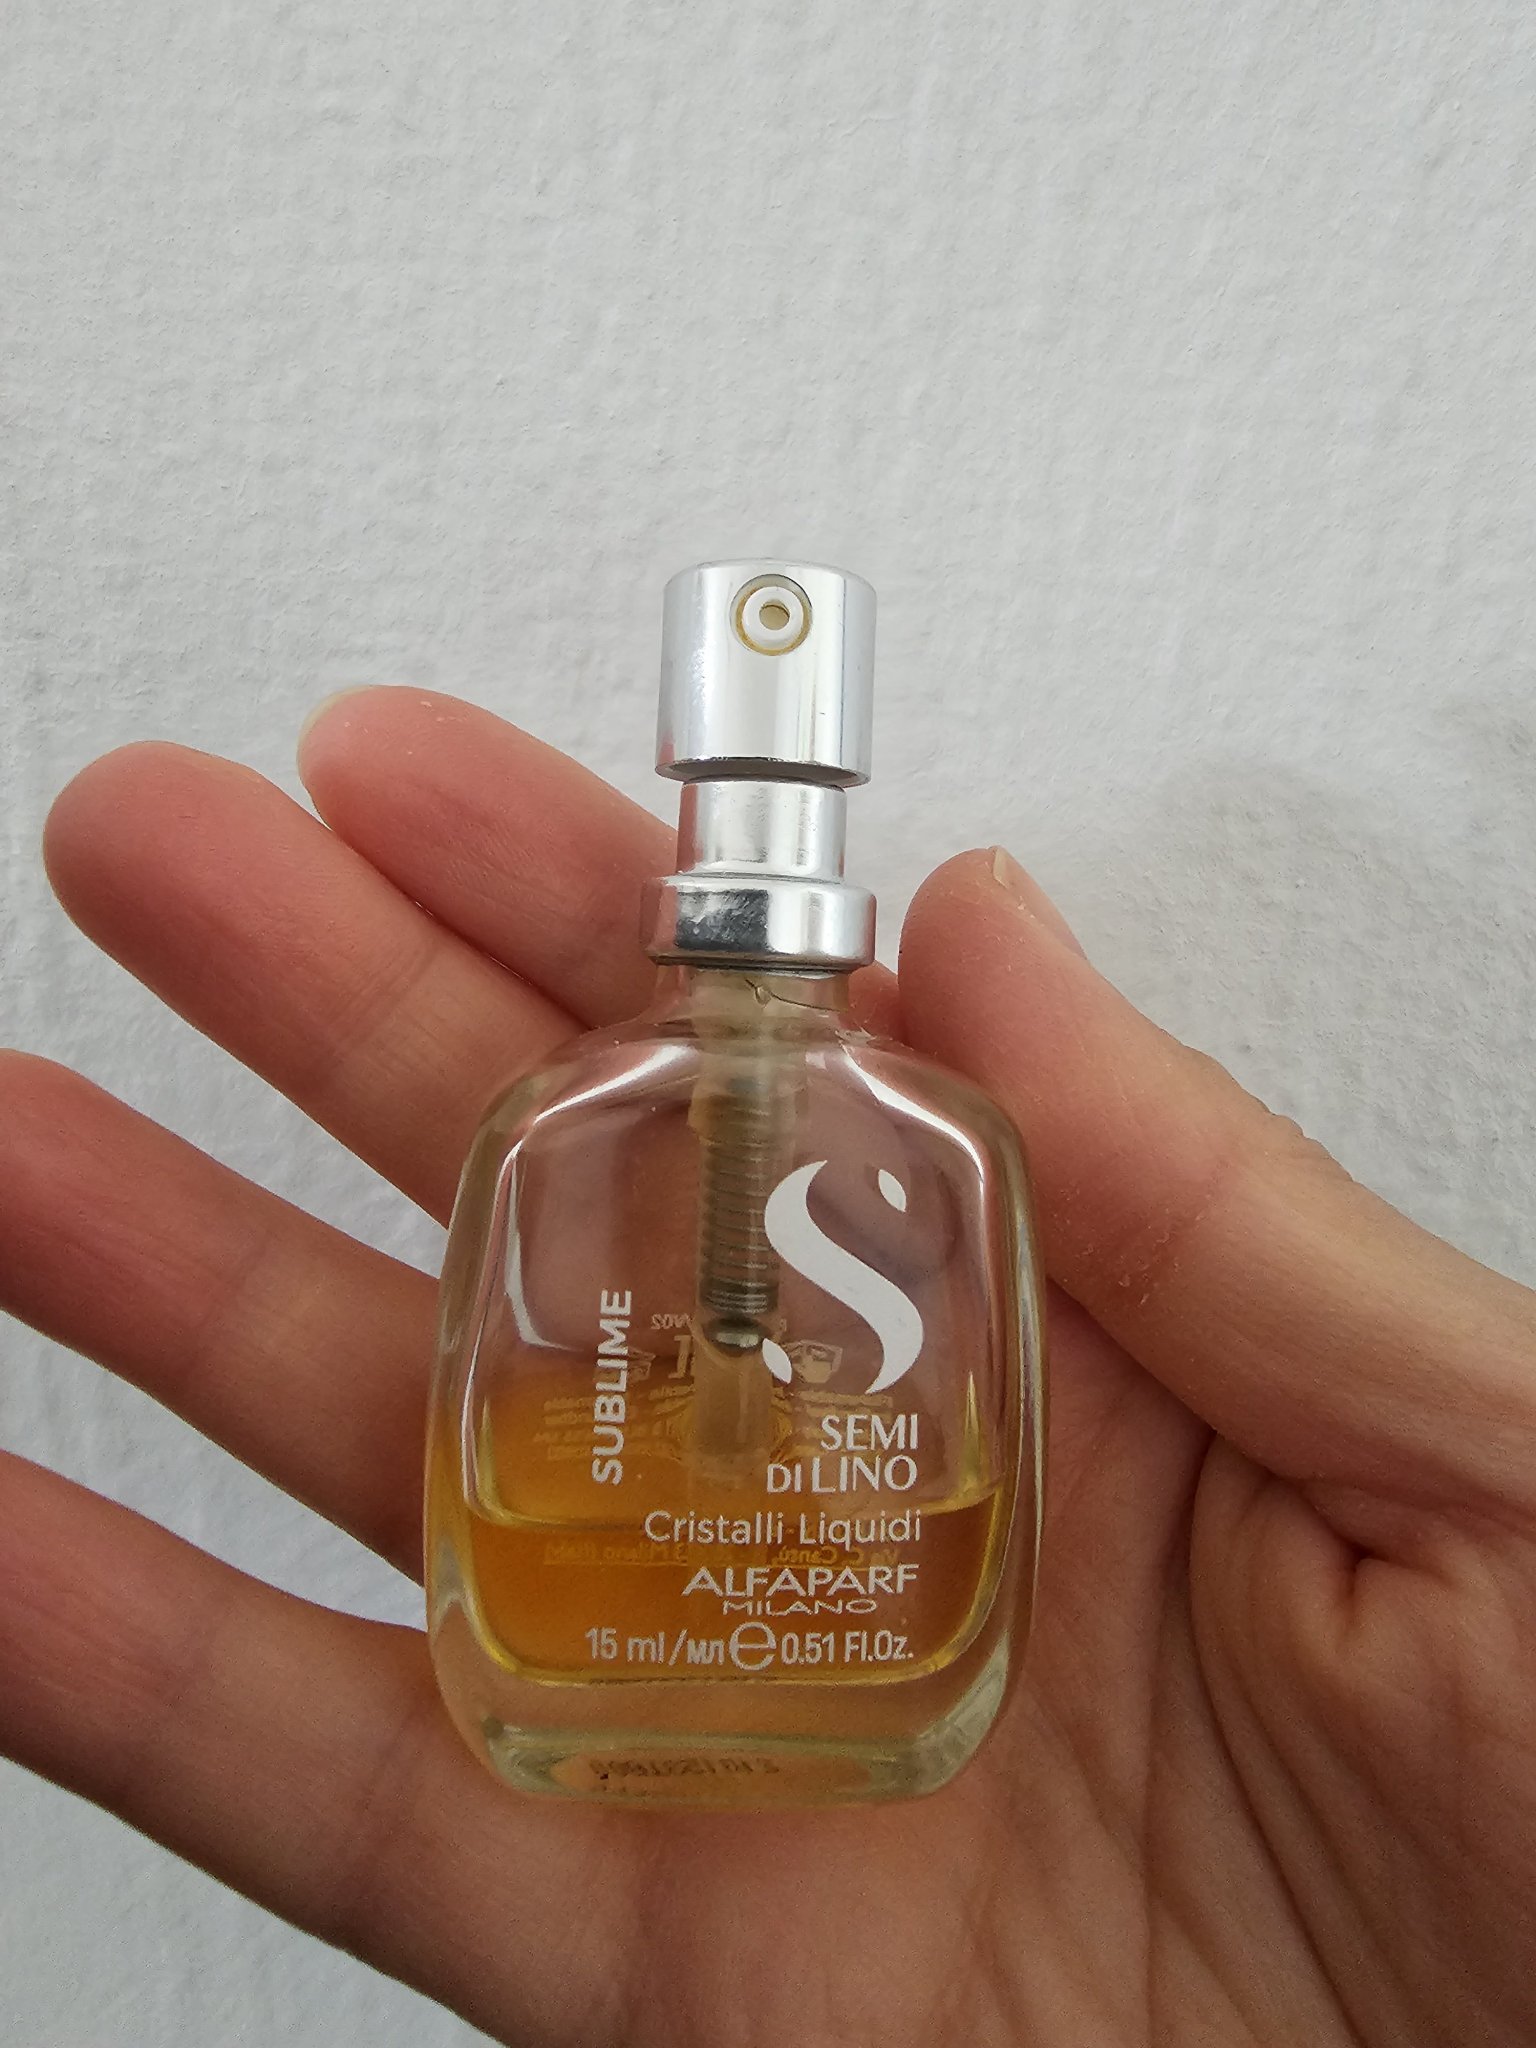 SUBLIME
SEMI
DI LINO
Cristalli Liquidi
ALFAPARF
MILANO
15 ml/мл e 0.51 Fl.Oz.